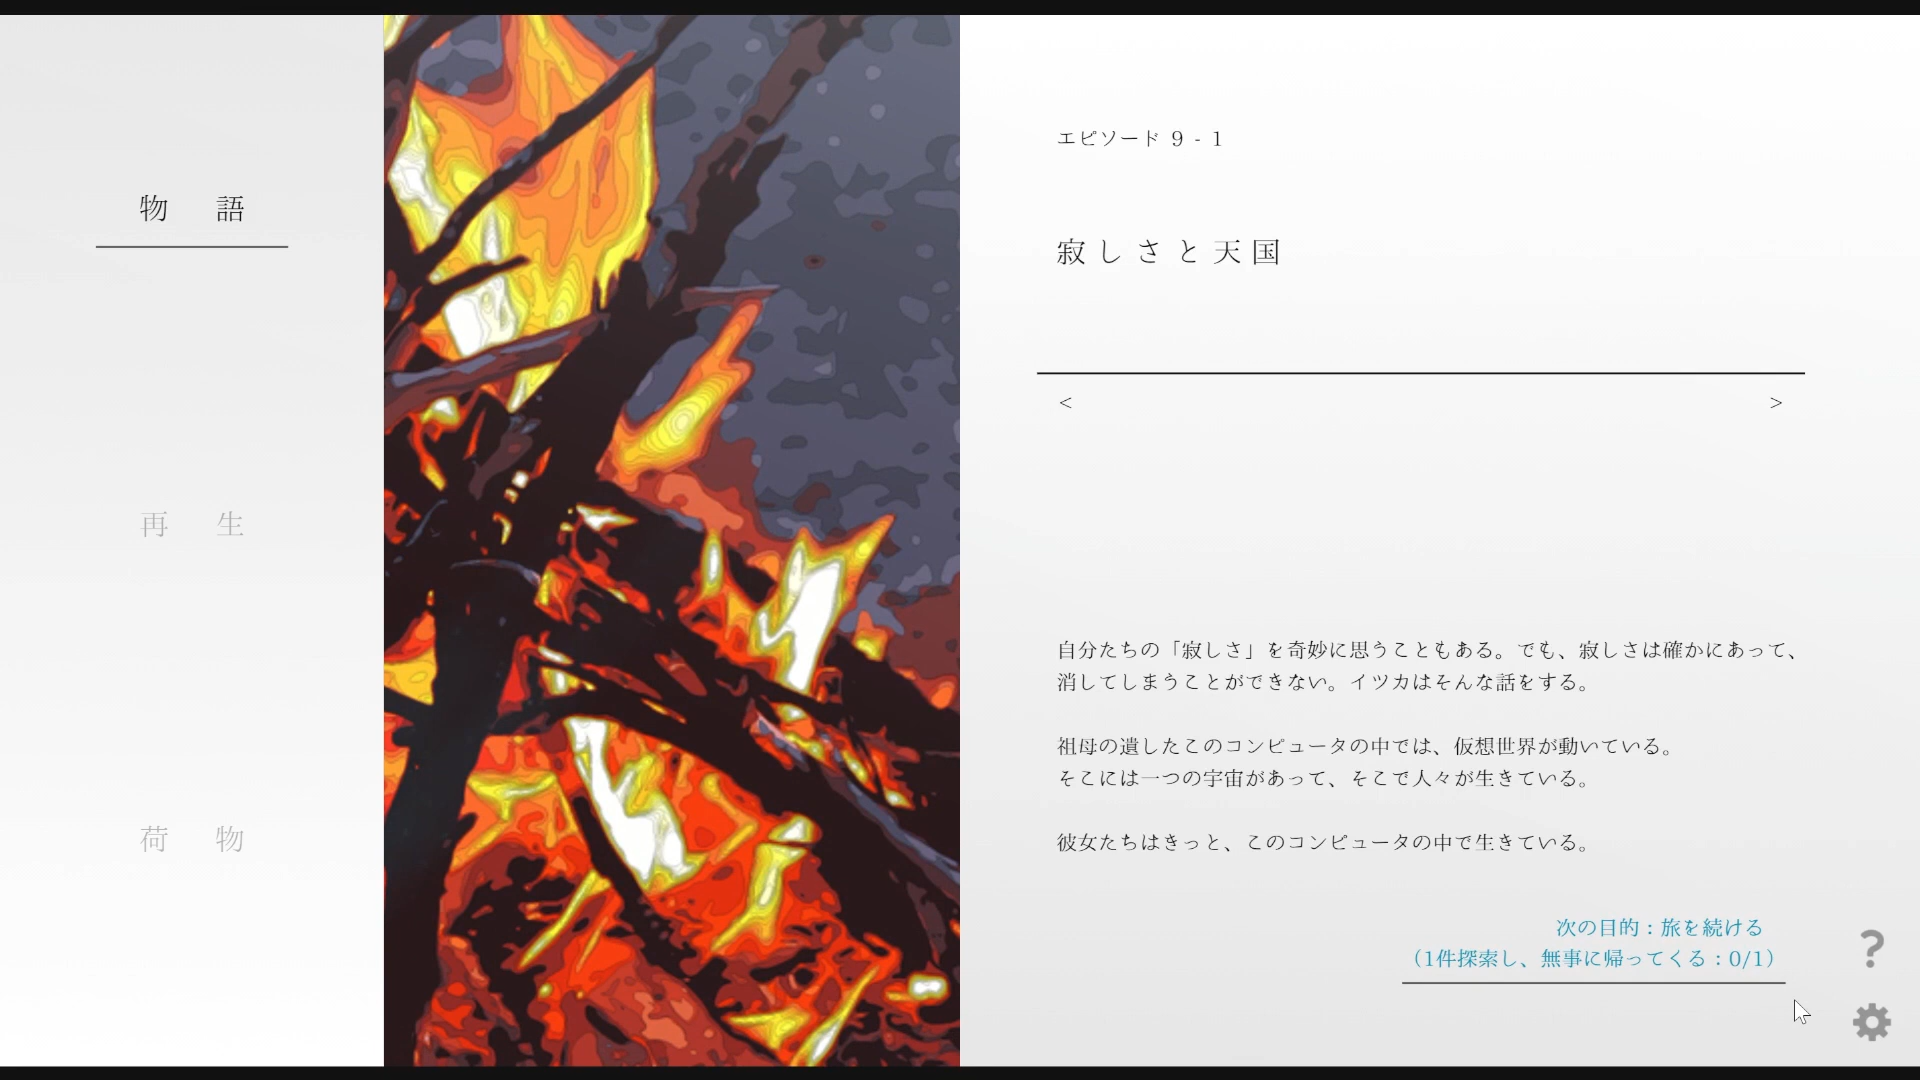 物語
再生
荷物
エピソード 9 - 1
寂しさと天国
< >
自分たちの「寂しさ」を奇妙に思うこともある。でも、寂しさは確かにあって、
消してしまうことができない。イツカはそんな話をする。
祖母の遺したこのコンピュータの中では、仮想世界が動いている。
そこには一つの宇宙があって、そこで人々が生きている。
彼女たちはきっと、このコンピュータの中で生きている。
次の目的：旅を続ける
（1件探索し、無事に帰ってくる：0/1）
?